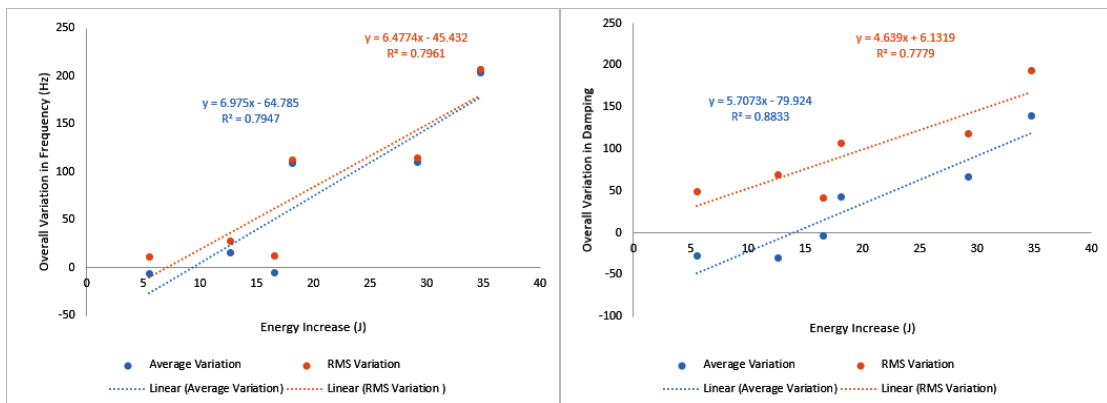 250
200
150
100
50
0
-50
Overall Variation in Frequency (Hz)
y = 6.4774x - 45.432
R² = 0.7961
y = 6.975x - 64.785
R² = 0.7947
0 5 10 15 20 25 30 35 40
Energy Increase (J)
Average Variation RMS Variation
Linear (Average Variation) Linear (RMS Variation )
250
200
150
100
50
0
-50
-100
Overall Variation in Damping
y = 4.639x + 6.1319
R² = 0.7779
y = 5.7073x - 79.924
R² = 0.8833
0 5 10 15 20 25 30 35 40
Energy Increase (J)
Average Variation RMS Variation
Linear (Average Variation) Linear (RMS Variation)